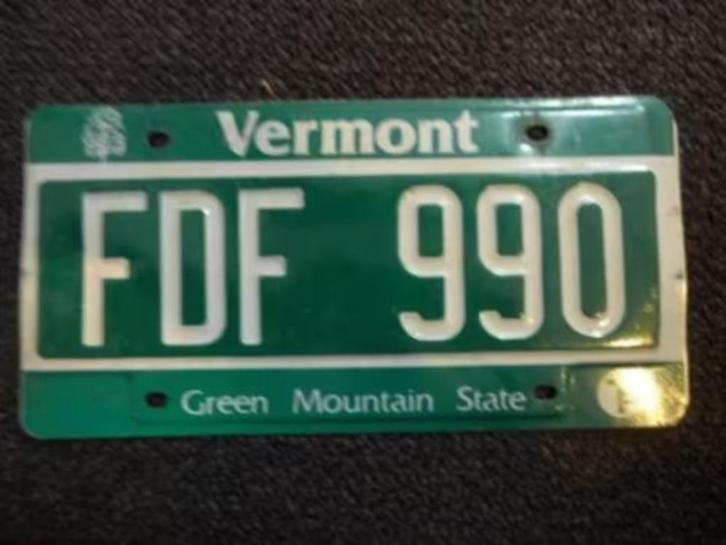 Vermont
FDF 990
Green Mountain State